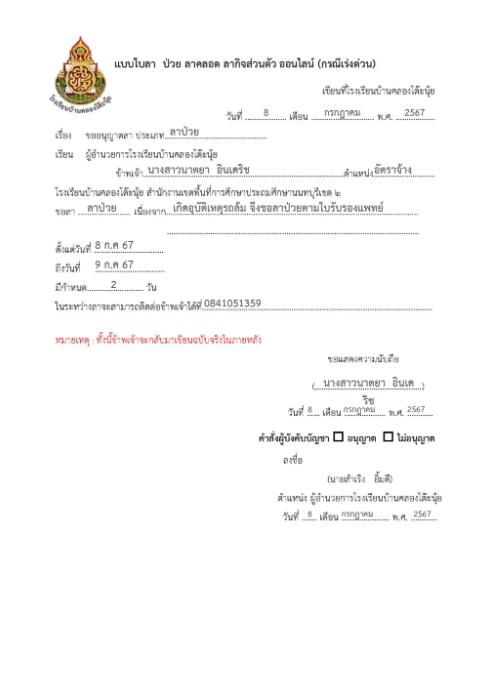 แบบใบลา ป่วย ลาคลอด ลากิจส่วนตัว ออนไลน์ (กรณีเร่งด่วน)
โรงเรียนบ้านคลองโต๊ะนุ้ย
เขียนที่โรงเรียนบ้านคลองโต๊ะนุ้ย
วันที่ 8 เดือน กรกฎาคม พ.ศ. 2567
เรื่อง ขออนุญาตลา ประเภท ลาป่วย
เรียน ผู้อำนวยการโรงเรียนบ้านคลองโต๊ะนุ้ย
ข้าพเจ้า นางสาวนาตยา อินเดริช ตำแหน่ง อัตราจ้าง
โรงเรียนบ้านคลองโต๊ะนุ้ย สำนักงานเขตพื้นที่การศึกษาประถมศึกษานนทบุรีเขต ๒
ขอลา ลาป่วย เนื่องจาก เกิดอุบัติเหตุรถล้ม จึงขอลาป่วยตามใบรับรองแพทย์
ตั้งแต่วันที่ 8 ก.ค 67
ถึงวันที่ 9 ก.ค 67
มีกำหนด 2 วัน
ในระหว่างลาจะสามารถติดต่อข้าพเจ้าได้ที่ 0841051359
หมายเหตุ : ทั้งนี้ข้าพเจ้าจะกลับมาเขียนฉบับจริงในภายหลัง
ขอแสดงความนับถือ
(นางสาวนาตยา อินเด)
ริช
วันที่ 8 เดือน กรกฎาคม พ.ศ. 2567
คำสั่งผู้บังคับบัญชา ☐ อนุญาต ☐ ไม่อนุญาต
ลงชื่อ
(นายสำเริง ยิ้มดี)
ตำแหน่ง ผู้อำนวยการโรงเรียนบ้านคลองโต๊ะนุ้ย
วันที่ 8 เดือน กรกฎาคม พ.ศ. 2567